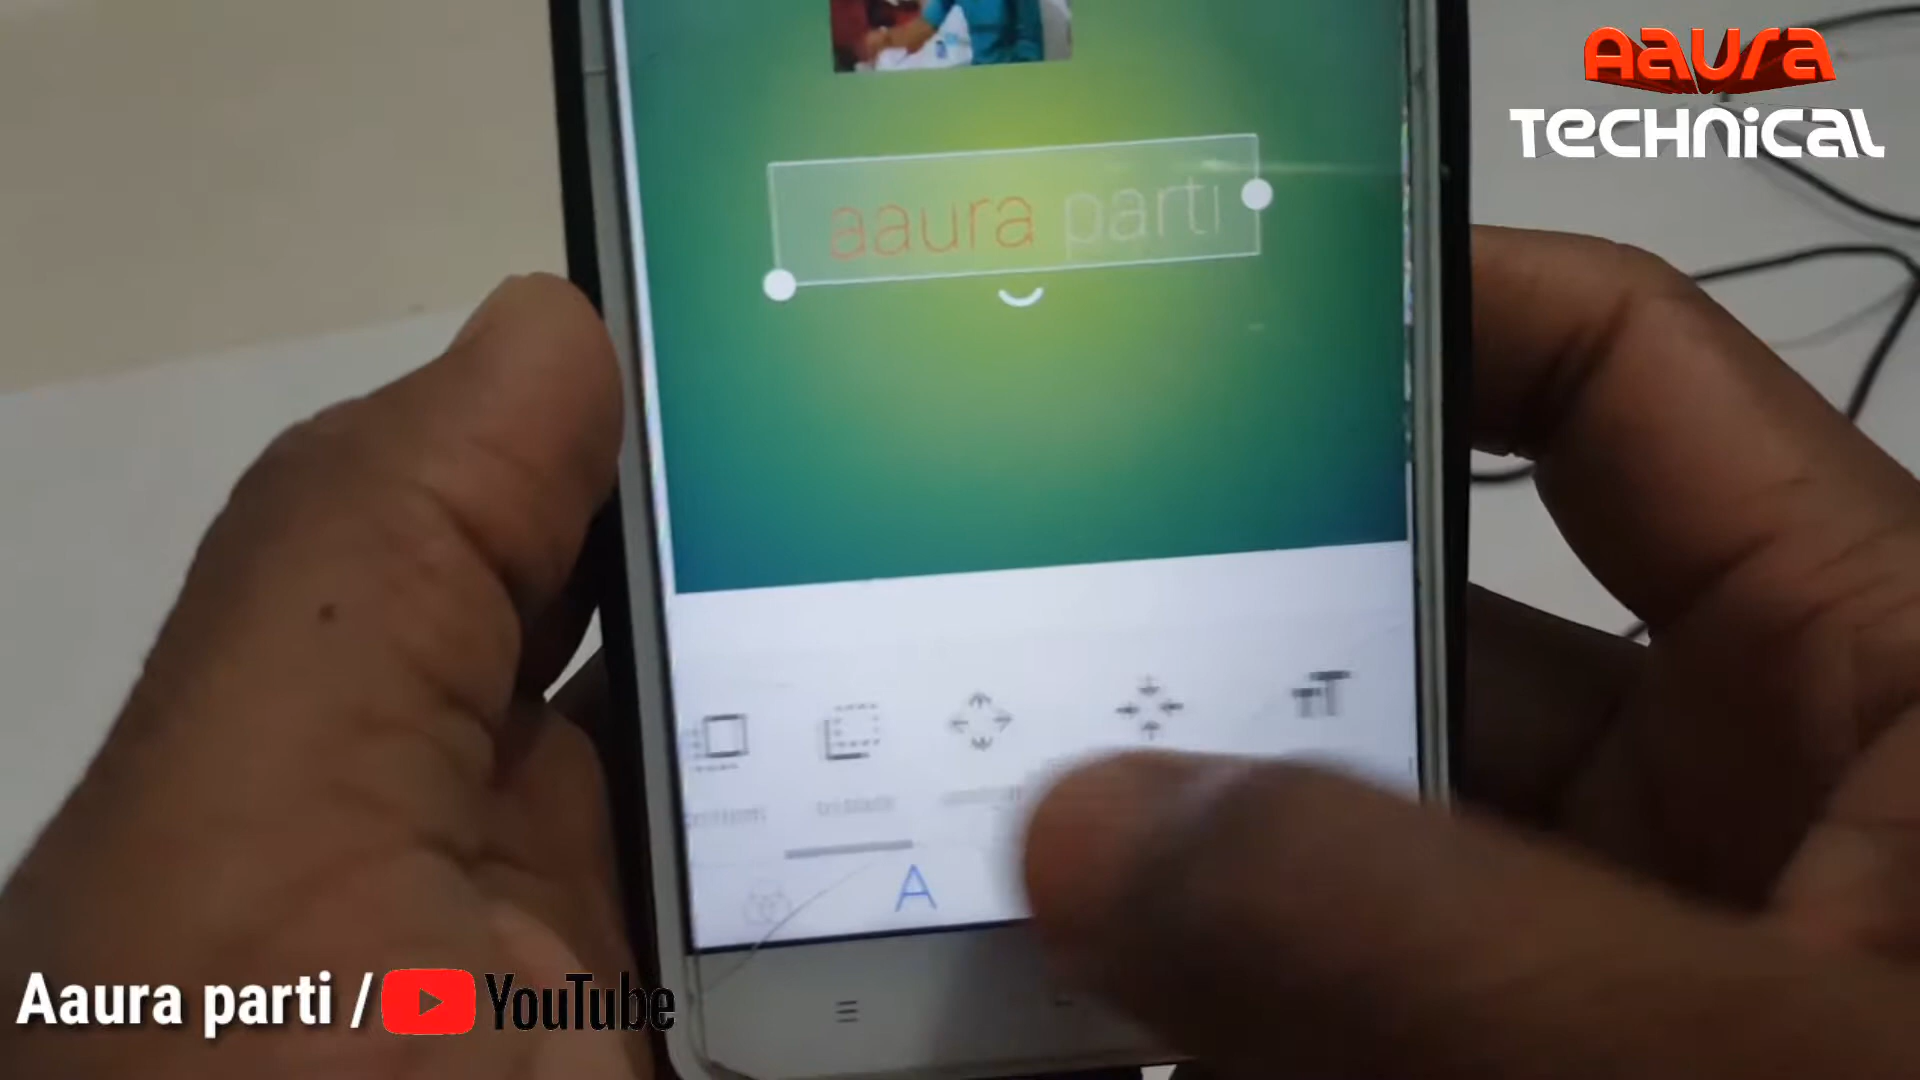 Aaura
TECHNiCAL
aaura parti
A
Aaura parti / YouTube